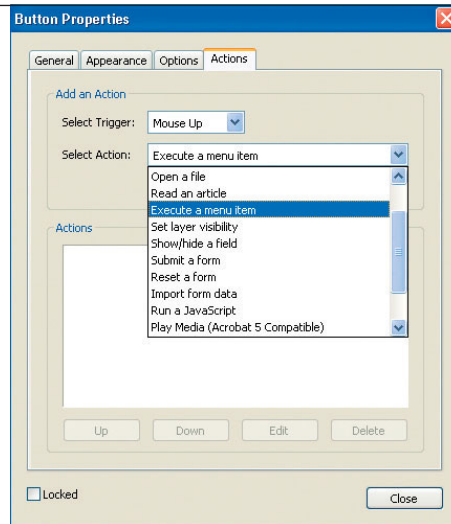 Button Properties
General Appearance Options Actions
Add an Action
Select Trigger: Mouse Up
Select Action: Execute a menu item
Open a file
Read an article
Execute a menu item
Set layer visibility
Show/hide a field
Submit a form
Reset a form
Import form data
Run a JavaScript
Play Media (Acrobat 5 Compatible)
Actions
Up Down Edit Delete
Locked
Close